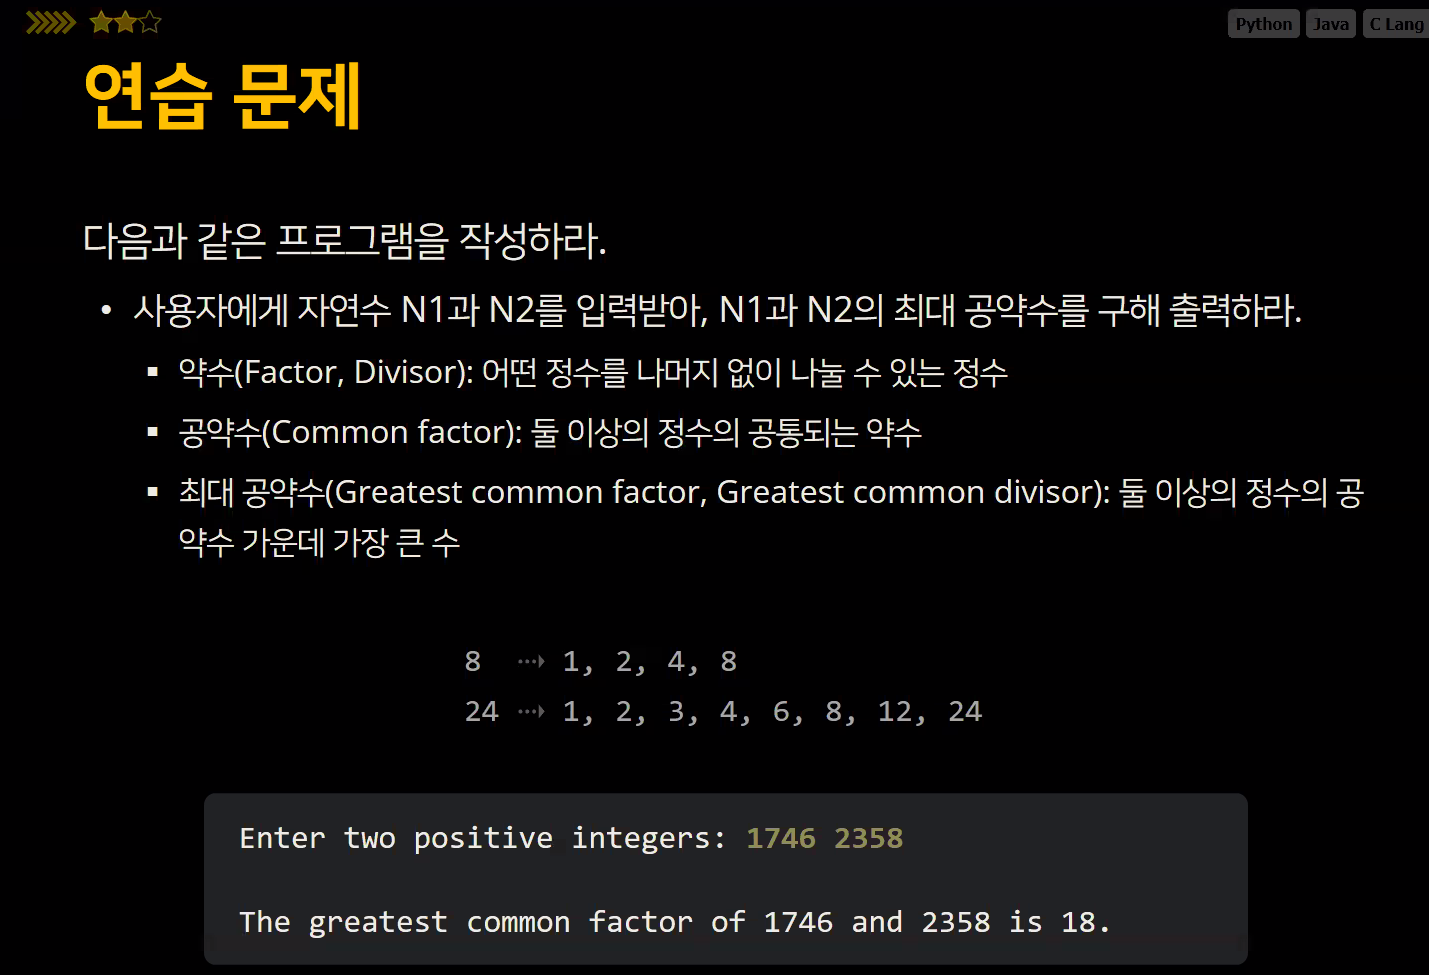 Python Java C Lang
연습 문제
다음과 같은 프로그램을 작성하라.
• 사용자에게 자연수 N1과 N2를 입력받아, N1과 N2의 최대 공약수를 구해 출력하라.
▪ 약수(Factor, Divisor): 어떤 정수를 나머지 없이 나눌 수 있는 정수
▪ 공약수(Common factor): 둘 이상의 정수의 공통되는 약수
▪ 최대 공약수(Greatest common factor, Greatest common divisor): 둘 이상의 정수의 공
약수 가운데 가장 큰 수
8 ⇢ 1, 2, 4, 8
24 ⇢ 1, 2, 3, 4, 6, 8, 12, 24
Enter two positive integers: 1746 2358
The greatest common factor of 1746 and 2358 is 18.